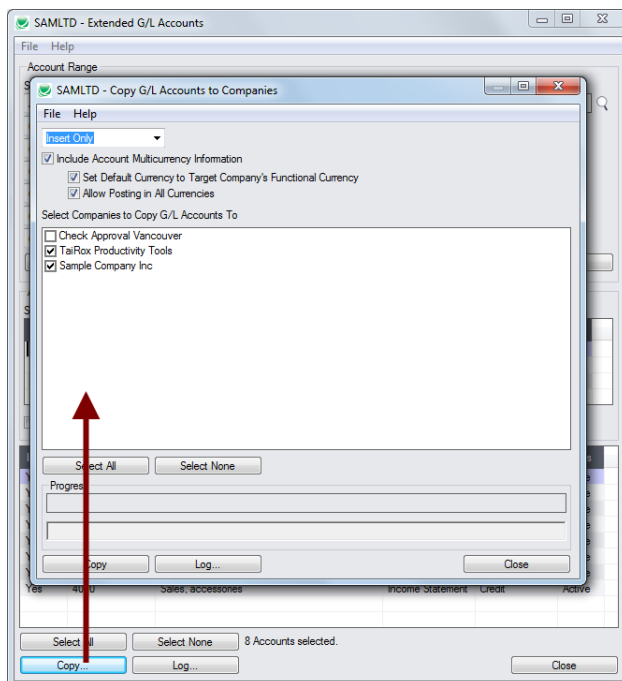 SAMLTD - Extended G/L Accounts
File Help
Account Range
SAMLTD - Copy G/L Accounts to Companies
File Help
Insert Only
Include Account Multicurrency Information
Set Default Currency to Target Company's Functional Currency
Allow Posting in All Currencies
Select Companies to Copy G/L Accounts To
Check Approval Vancouver
TaiRox Productivity Tools
Sample Company Inc
Select All Select None
Progress
Copy Log... Close
Yes Sales, accessories Income Statement Credit Active
Select All Select None 8 Accounts selected.
Copy... Log... Close